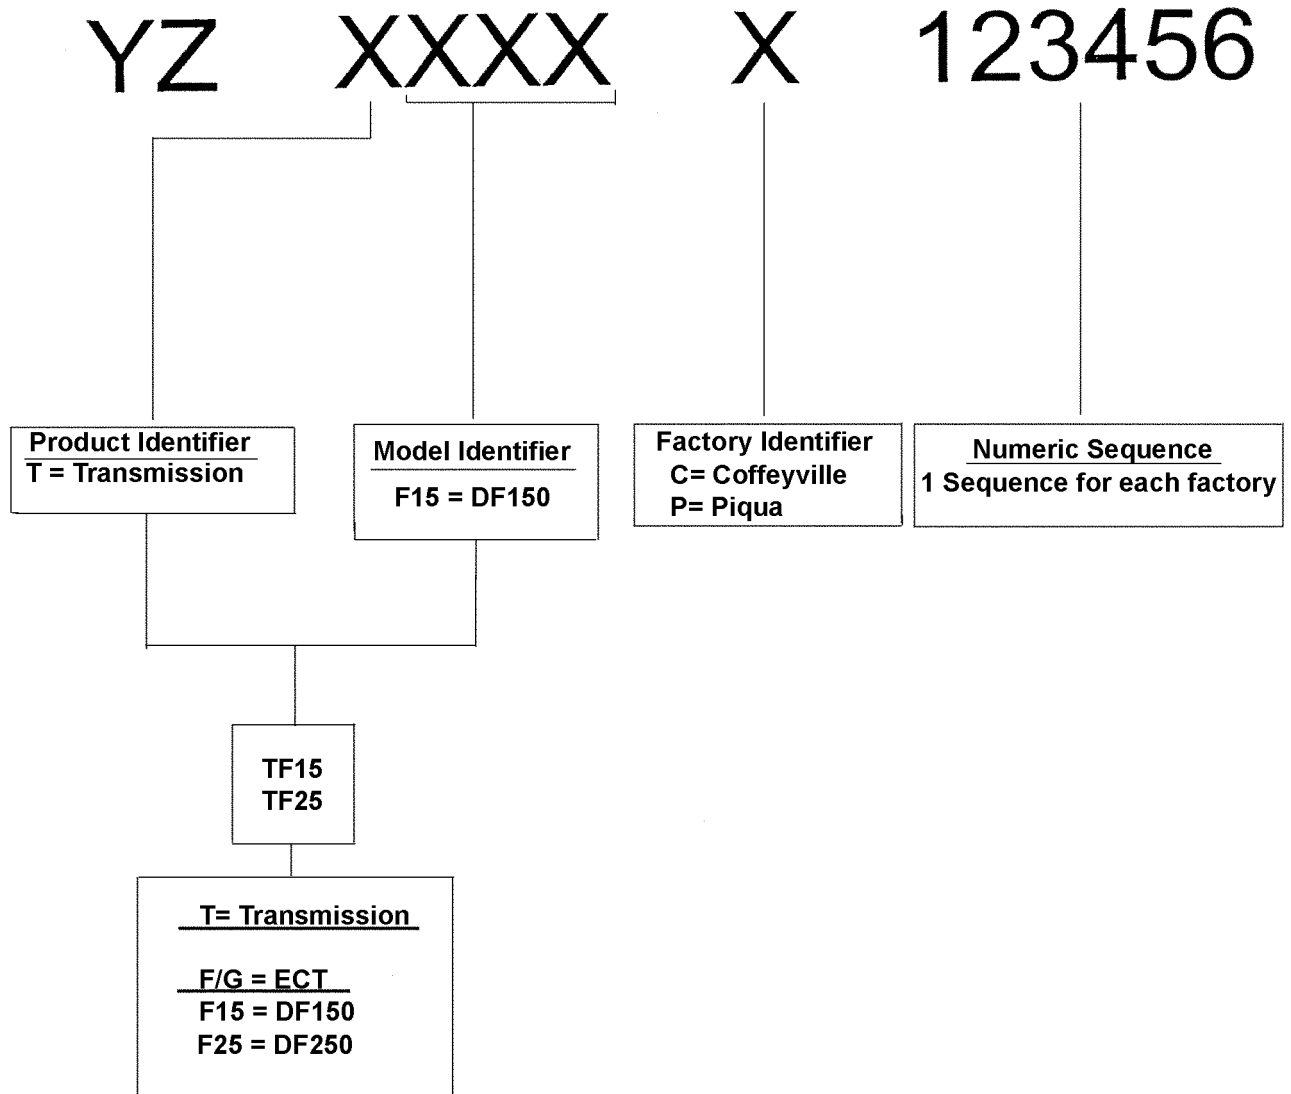 YZ XXXX X 123456
Product Identifier
T = Transmission
Model Identifier
F15 = DF150
Factory Identifier
C= Coffeyville
P= Piqua
Numeric Sequence
1 Sequence for each factory
TF15
TF25
T= Transmission
F/G = ECT
F15 = DF150
F25 = DF250